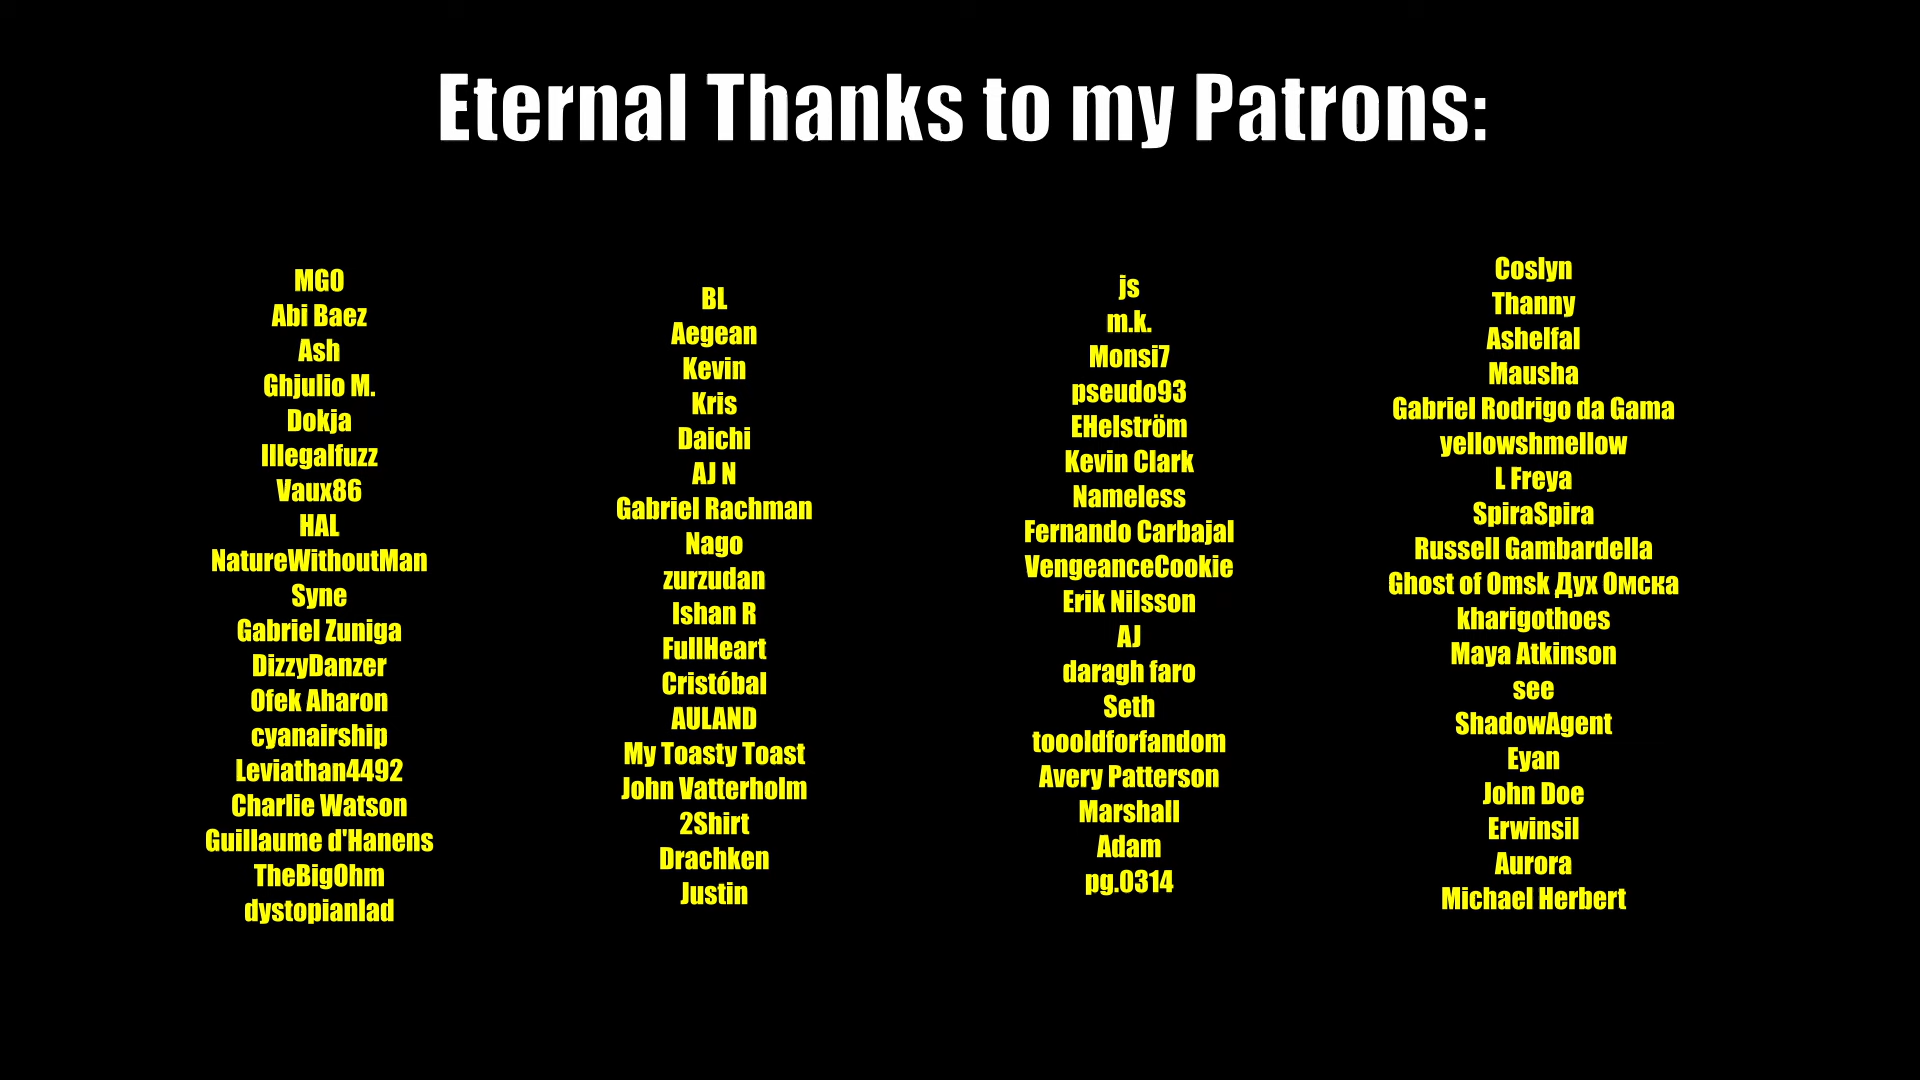 Eternal Thanks to my Patrons:
MGO
Abi Baez
Ash
Ghjulio M.
Dokja
Illegalfuzz
Vaux86
HAL
NatureWithoutMan
Syne
Gabriel Zuniga
DizzyDanzer
Ofek Aharon
cyanairship
Leviathan4492
Charlie Watson
Guillaume d'Hanens
TheBigOhm
dystopianlad
BL
Aegean
Kevin
Kris
Daichi
AJ N
Gabriel Rachman
Nago
zurzudan
Ishan R
FullHeart
Cristóbal
AULAND
My Toasty Toast
John Vatterholm
2Shirt
Drachken
Justin
js
m.k.
Monsi7
pseudo93
EHelström
Kevin Clark
Nameless
Fernando Carbajal
VengeanceCookie
Erik Nilsson
AJ
daragh faro
Seth
toooldforfandom
Avery Patterson
Marshall
Adam
pg.0314
Coslyn
Thanny
Ashelfal
Mausha
Gabriel Rodrigo da Gama
yellowshmellow
L Freya
SpiraSpira
Russell Gambardella
Ghost of Omsk Дух Омска
kharigothoes
Maya Atkinson
see
ShadowAgent
Eyan
John Doe
Erwinsil
Aurora
Michael Herbert